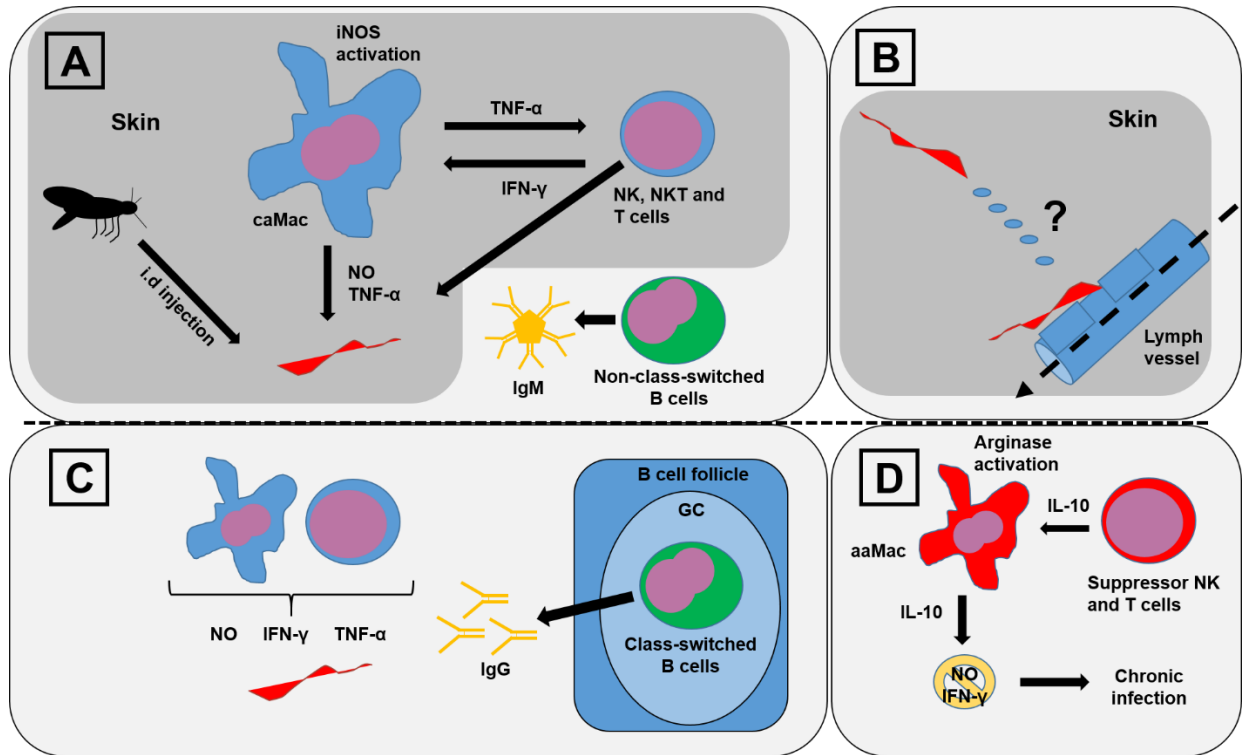 A
iNOS
activation
Skin
TNF-α
IFN-γ
caMac
NK, NKT and
T cells
i.d injection
NO
TNF-α
IgM
Non-class-switched
B cells
B
Skin
?
Lymph
vessel
C
B cell follicle
GC
NO IFN-γ TNF-α
IgG
Class-switched
B cells
D
Arginase
activation
IL-10
aaMac
Suppressor NK
and T cells
IL-10
NO
IFN-γ
Chronic
infection